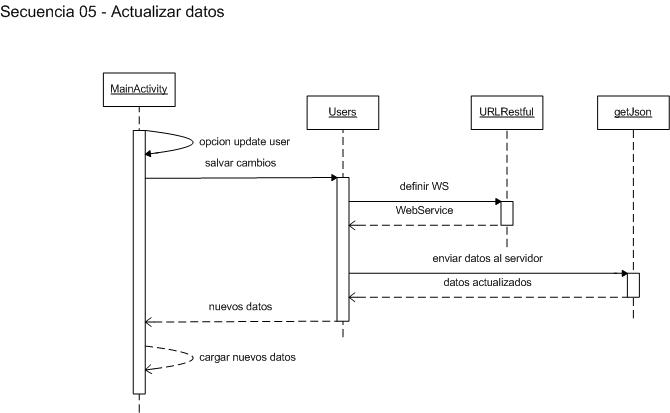 Secuencia 05 - Actualizar datos
MainActivity
Users
URLRestful
getJson
opcion update user
salvar cambios
definir WS
WebService
enviar datos al servidor
datos actualizados
nuevos datos
cargar nuevos datos